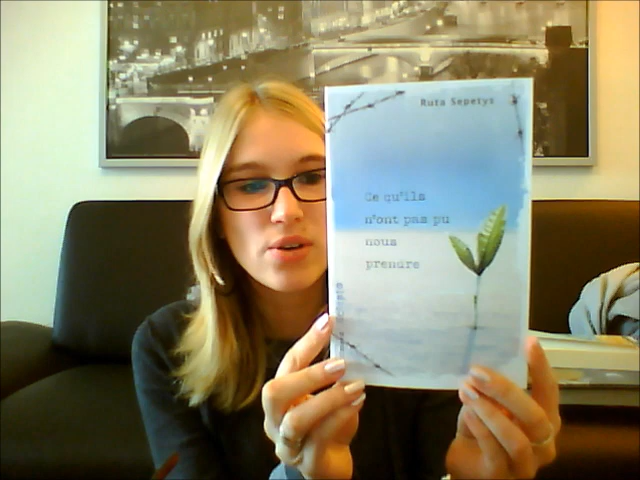 Ruta Sepetys
Ce qu'ils
n'ont pas pu
nous
prendre